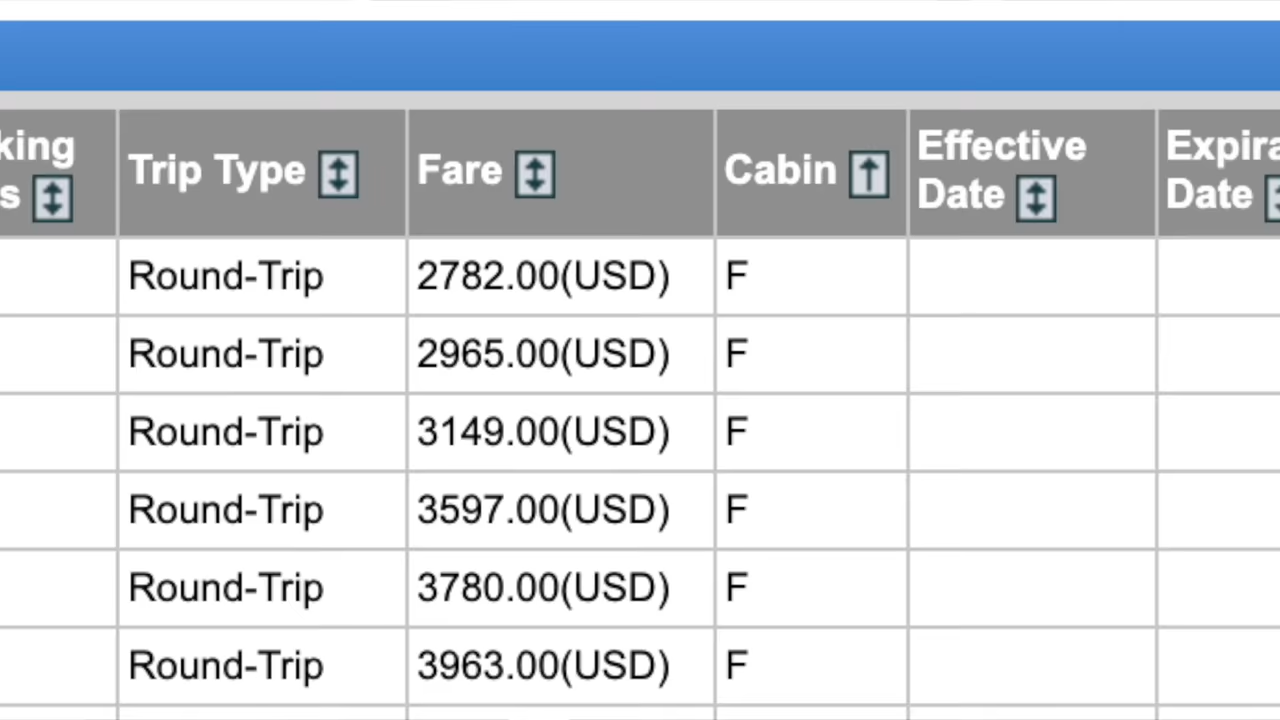 king
s
Trip Type
Fare
Cabin
Effective
Date
Expira
Date
Round-Trip 2782.00(USD) F
Round-Trip 2965.00(USD) F
Round-Trip 3149.00(USD) F
Round-Trip 3597.00(USD) F
Round-Trip 3780.00(USD) F
Round-Trip 3963.00(USD) F